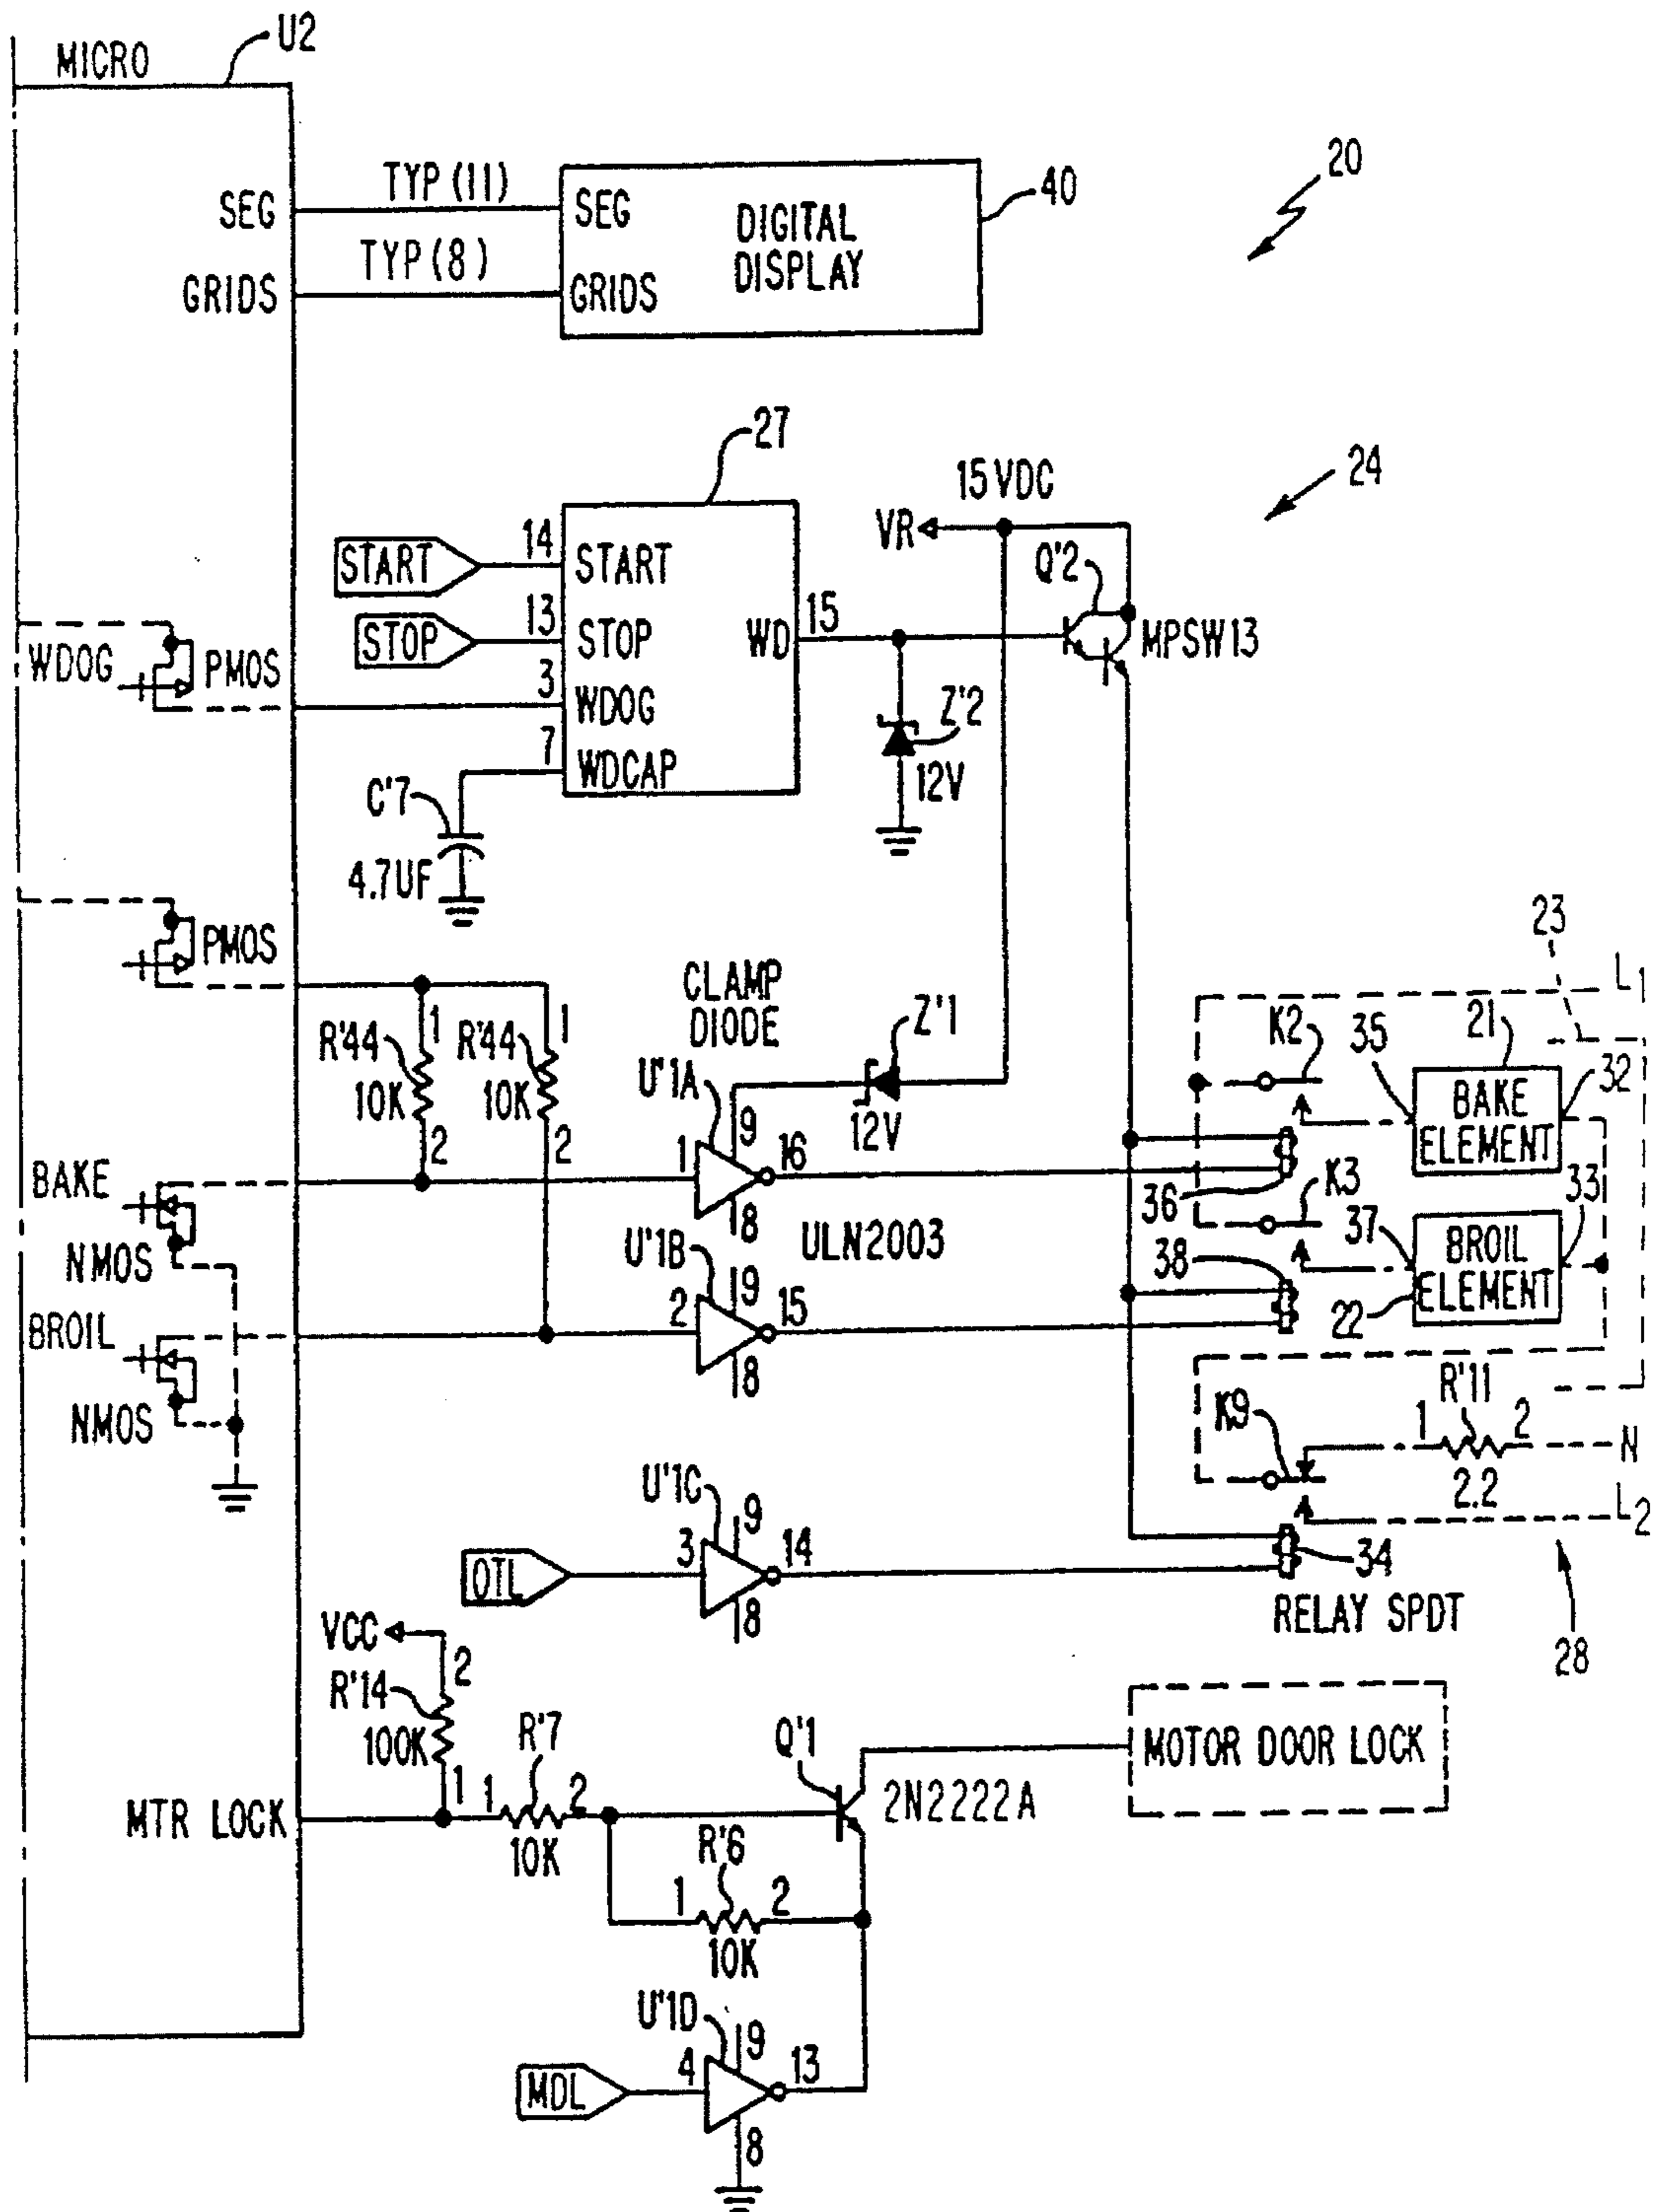 MICRO
U2
SEG
TYP (11)
SEG
DIGITAL
DISPLAY
40
20
GRIDS
TYP (8)
GRIDS
27
15VDC
24
VR
START
14
START
Q'2
STOP
13
STOP
WD
15
MPSW13
WDOG
PMOS
3
WDOG
Z'2
7
WDCAP
12V
C'7
4.7UF
23
PMOS
L1
CLAMP
DIODE
Z'1
K2
35
21
R'44
1
R'44
1
10K
10K
U'1A
12V
BAKE
ELEMENT
32
2
2
1
9
16
BAKE
8
36
K3
33
NMOS
U'1B
ULN2003
38
37
BROIL
ELEMENT
BROIL
2
9
15
22
8
NMOS
K9
R'11
1
2
N
2.2
L2
U'1C
9
OTL
3
14
34
8
RELAY SPDT
28
VCC
2
R'14
100K
R'7
Q'1
MOTOR DOOR LOCK
1
1
2
2N2222A
MTR LOCK
10K
R'6
1
2
10K
U'1D
9
MDL
4
13
8